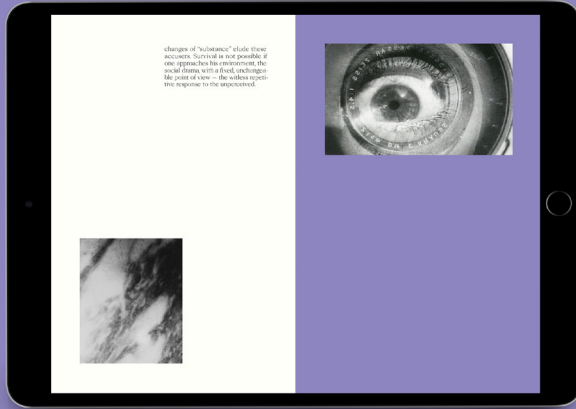 changes of "substance" elude these
accusers. Survival is not possible if
one approaches his environment, the
social drama, with a fixed, unchangea-
ble point of view — the witless repeti-
tive response to the unperceived.